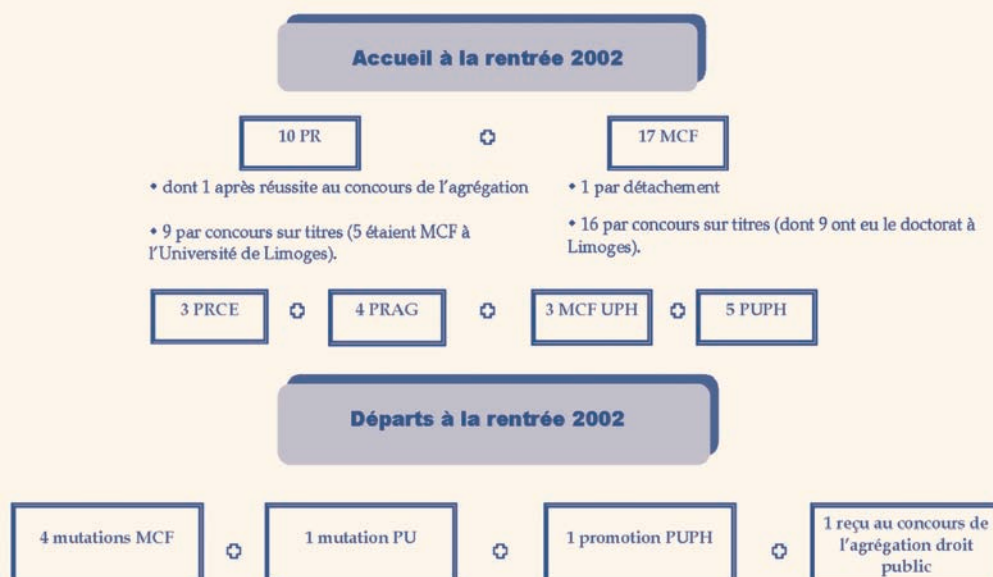 Accueil à la rentrée 2002
10 PR
17 MCF
• dont 1 après réussite au concours de l'agrégation
• 9 par concours sur titres (5 étaient MCF à
l'Université de Limoges).
• 1 par détachement
• 16 par concours sur titres (dont 9 ont eu le doctorat à
Limoges).
3 PRCE
4 PRAG
3 MCF UPH
5 PUPH
Départs à la rentrée 2002
4 mutations MCF
1 mutation PU
1 promotion PUPH
1 reçu au concours de
l'agrégation droit
public